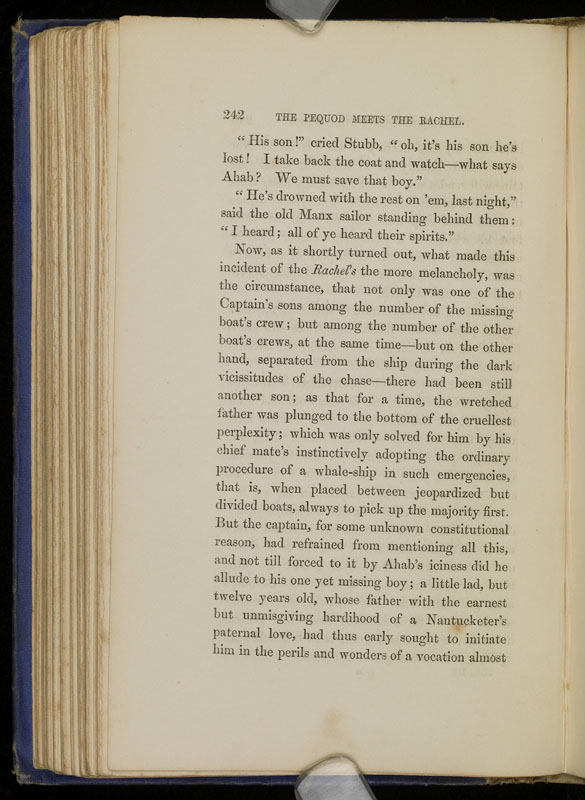 242 THE PEQUOD MEETS THE RACHEL.
“ His son!” cried Stubb, “ oh, it’s his son he’s
lost! I take back the coat and watch—what says
Ahab? We must save that boy.”
“ He’s drowned with the rest on ’em, last night,”
said the old Manx sailor standing behind them:
“ I heard; all of ye heard their spirits.”
Now, as it shortly turned out, what made this
incident of the Rachel’s the more melancholy, was
the circumstance, that not only was one of the
Captain’s sons among the number of the missing
boat’s crew; but among the number of the other
boat’s crews, at the same time—but on the other
hand, separated from the ship during the dark
vicissitudes of the chase—there had been still
another son; as that for a time, the wretched
father was plunged to the bottom of the cruellest
perplexity; which was only solved for him by his
chief mate’s instinctively adopting the ordinary
procedure of a whale-ship in such emergencies,
that is, when placed between jeopardized but
divided boats, always to pick up the majority first.
But the captain, for some unknown constitutional
reason, had refrained from mentioning all this,
and not till forced to it by Ahab’s iciness did he
allude to his one yet missing boy; a little lad, but
twelve years old, whose father with the earnest
but unmisgiving hardihood of a Nantucketer’s
paternal love, had thus early sought to initiate
him in the perils and wonders of a vocation almost